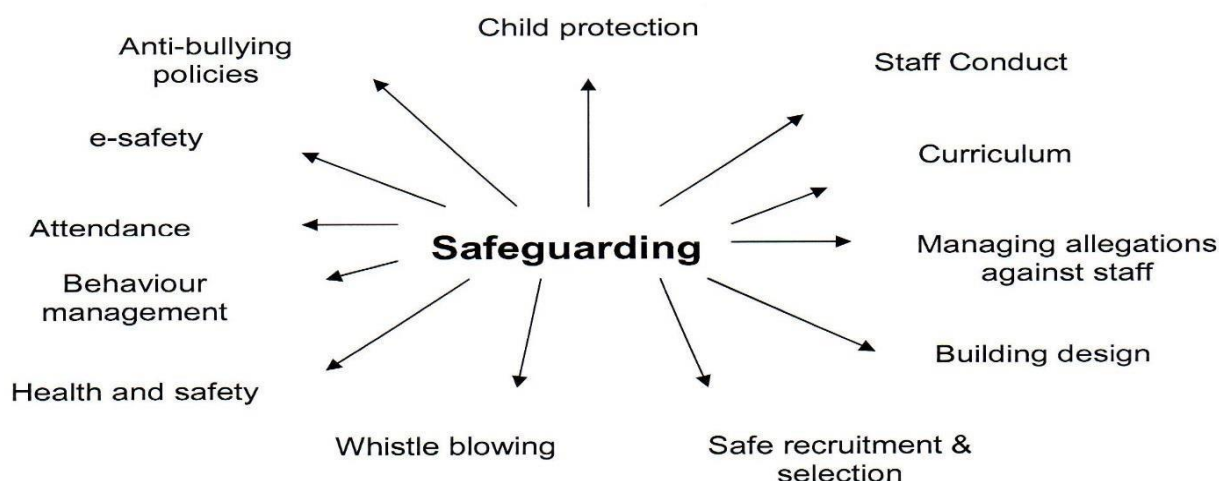 Child protection
Anti-bullying
policies
Staff Conduct
e-safety
Curriculum
Attendance
Safeguarding
Managing allegations
against staff
Behaviour
management
Building design
Health and safety
Whistle blowing
Safe recruitment &
selection